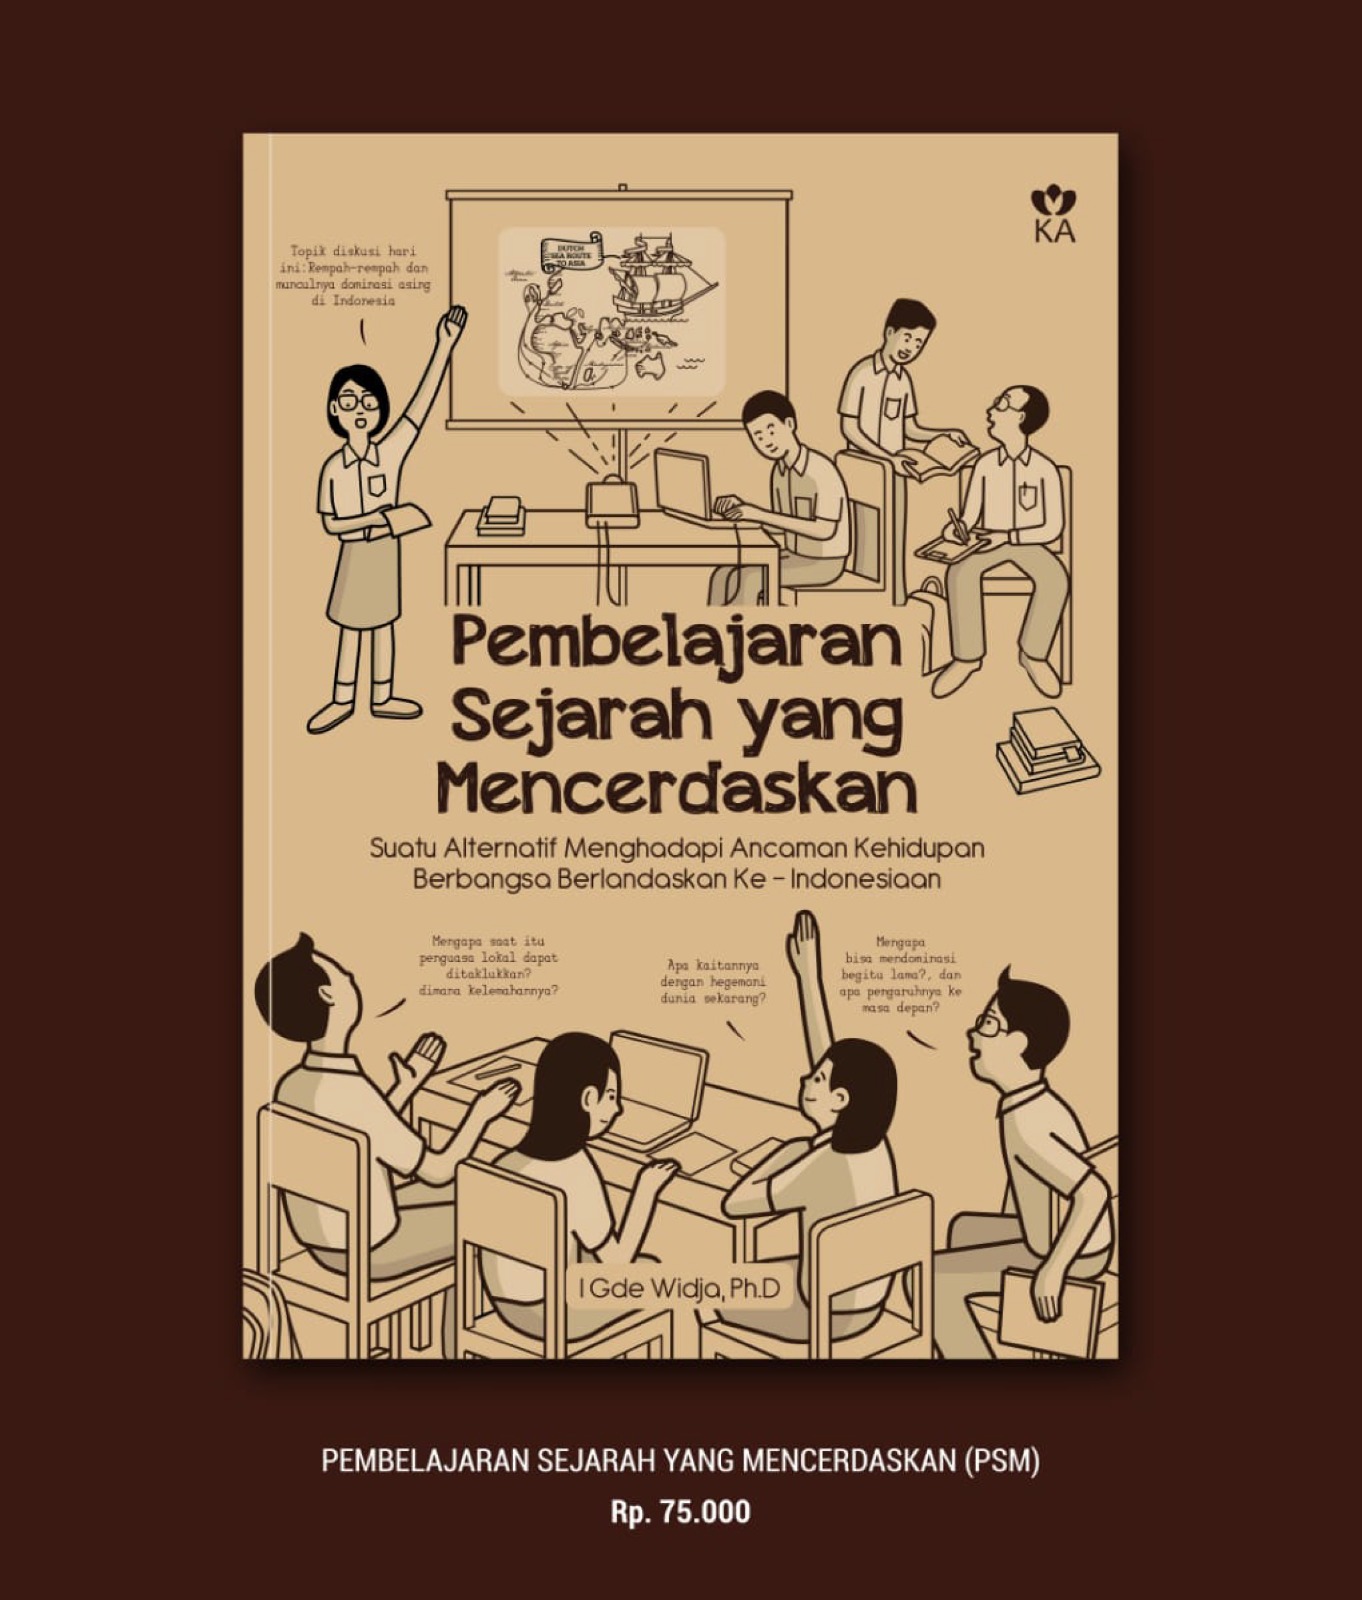 KA
DUTCH
SEA ROUTE
TO ASIA
Topik diskusi hari
ini:Rempah-rempah dan
munculnya dominasi asing
di Indonesia
Pembelajaran
Sejarah yang
Mencerdaskan
Suatu Alternatif Menghadapi Ancaman Kehidupan
Berbangsa Berlandaskan Ke - Indonesiaan
Mengapa saat itu
penguasa lokal dapat
ditaklukkan?
dimana kelemahannya?
Apa kaitannya
dengan hegemoni
dunia sekarang?
Mengapa
bisa mendominasi
begitu lama?, dan
apa pengaruhnya ke
masa depan?
I Gde Widja, Ph.D
PEMBELAJARAN SEJARAH YANG MENCERDASKAN (PSM)
Rp. 75.000